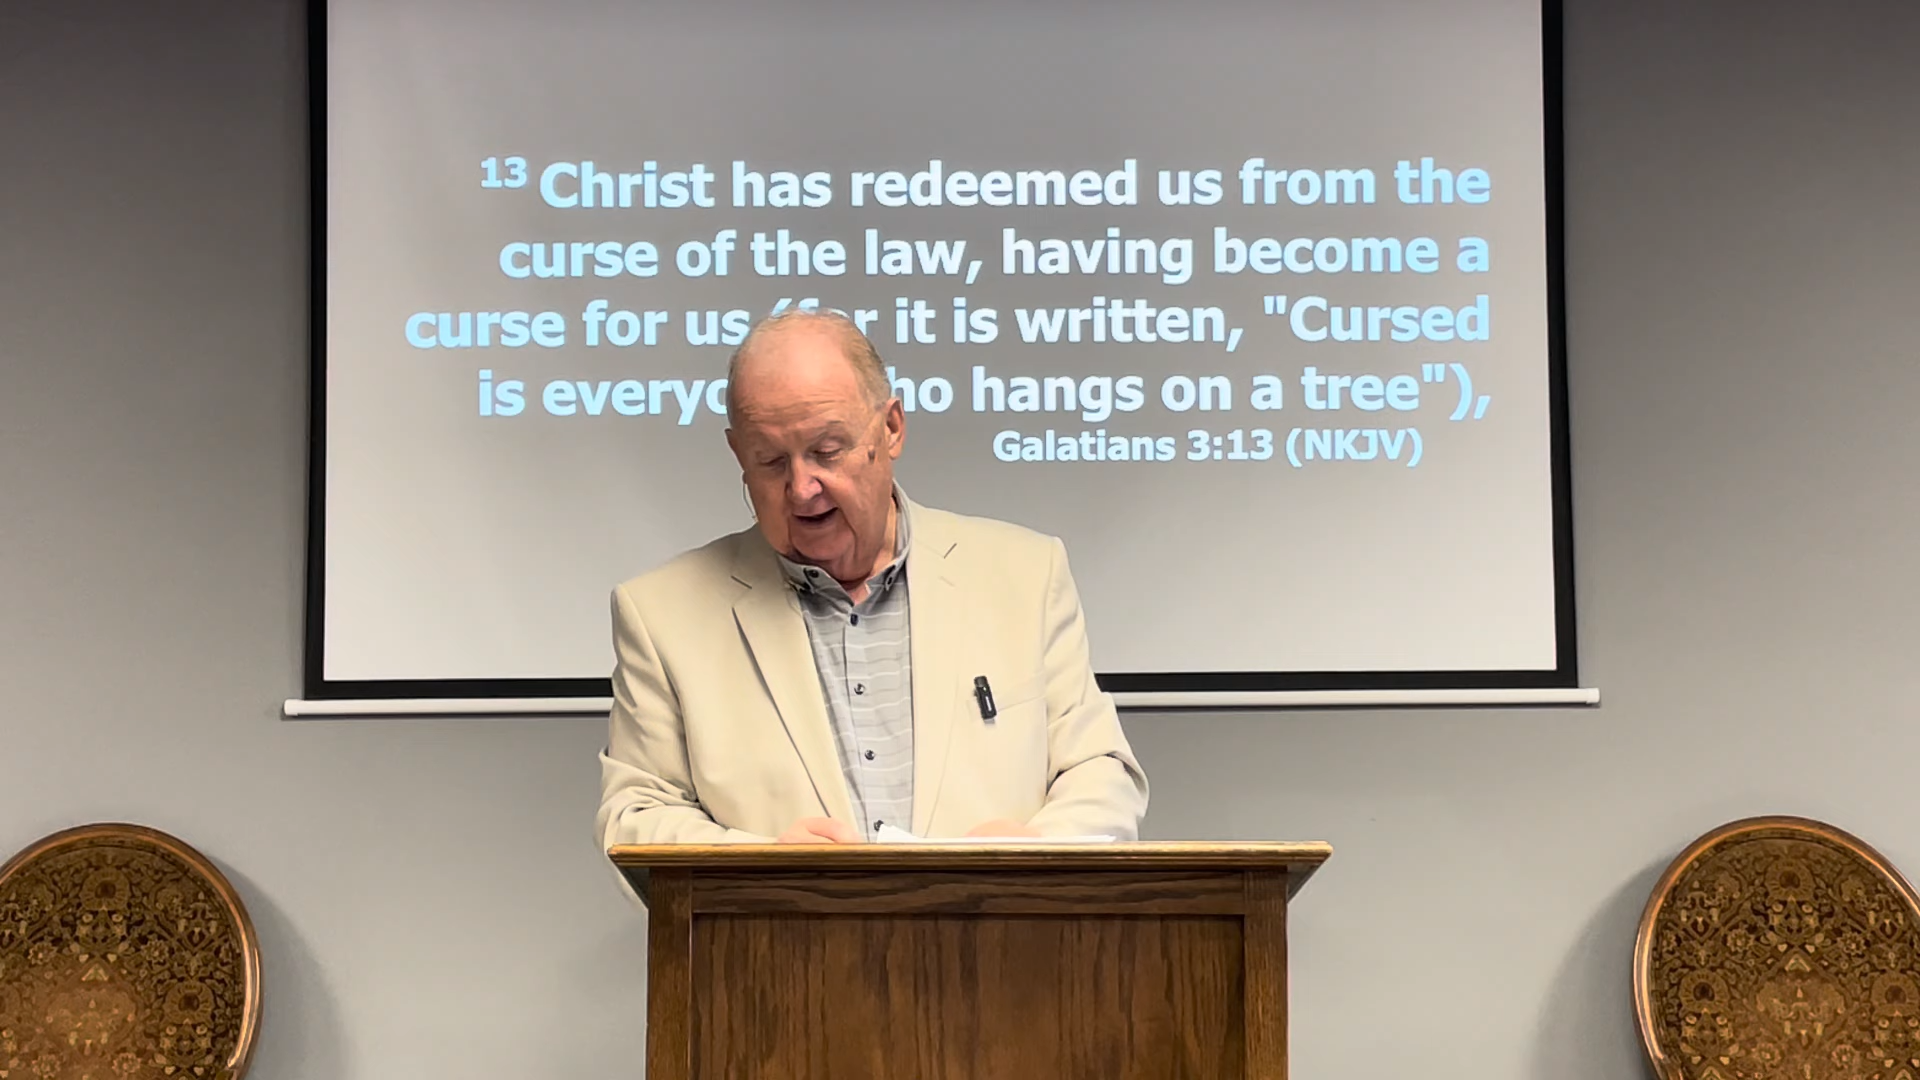 13 Christ has redeemed us from the
curse of the law, having become a
curse for us it is written, "Cursed
is hangs on a tree"),
Galatians 3:13 (NKJV)